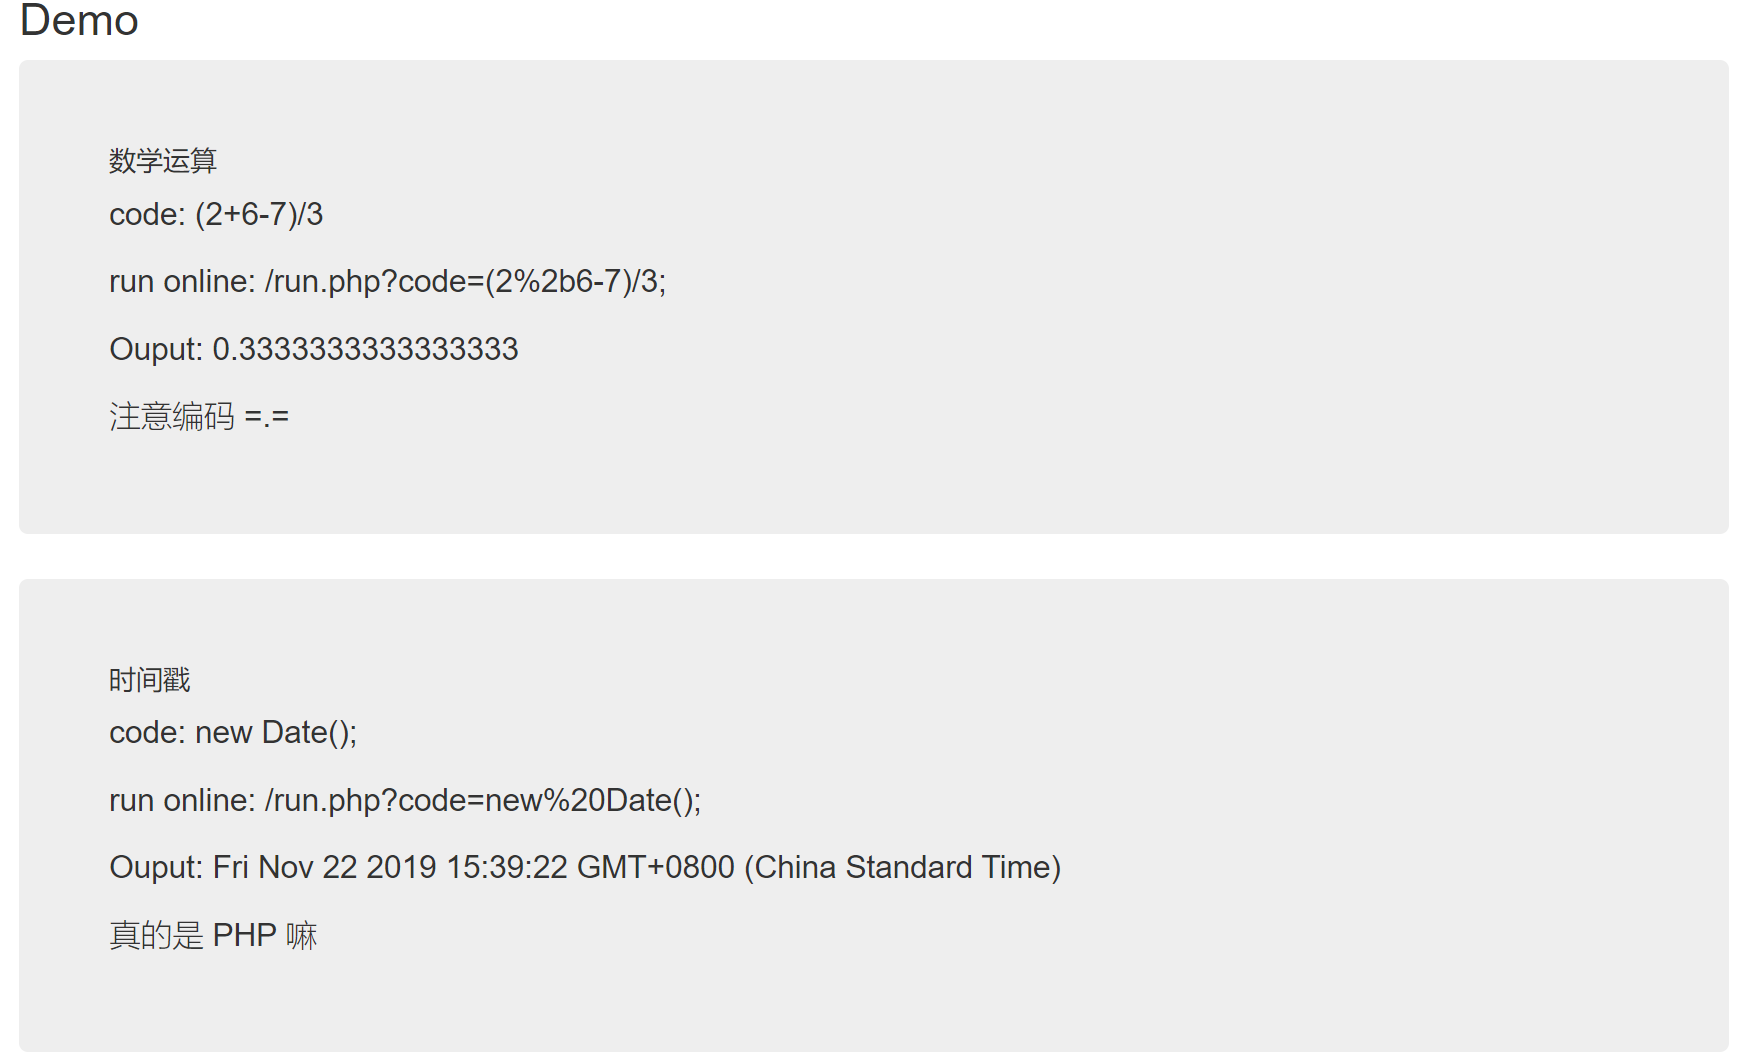 Demo
数学运算
code: (2+6-7)/3
run online: /run.php?code=(2%2b6-7)/3;
Ouput: 0.3333333333333333
注意编码 =.=
时间戳
code: new Date();
run online: /run.php?code=new%20Date();
Ouput: Fri Nov 22 2019 15:39:22 GMT+0800 (China Standard Time)
真的是 PHP 嘛